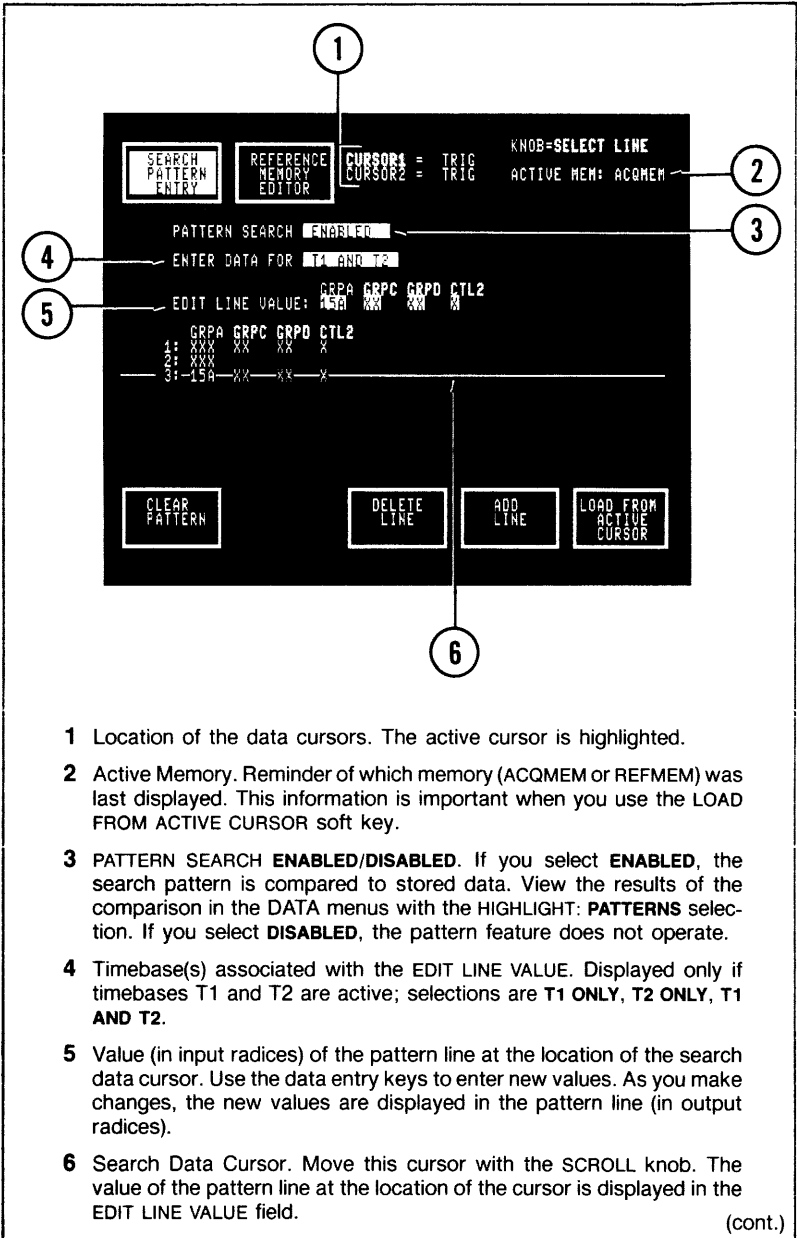 1
SEARCH PATTERN ENTRY
REFERENCE MEMORY EDITOR
CURSOR1 = TRIG
CURSOR2 = TRIG
KNOB=SELECT LINE
ACTIVE MEM: ACQMEM
2
PATTERN SEARCH ENABLED
3
4
ENTER DATA FOR T1 AND T2
GRPA GRPC GRPD CTL2
5
EDIT LINE VALUE: 15A XX XX X
GRPA GRPC GRPD CTL2
1: XXX XX XX X
2: XXX
3: 15A XX XX X
CLEAR PATTERN
DELETE LINE
ADD LINE
LOAD FROM ACTIVE CURSOR
6
1 Location of the data cursors. The active cursor is highlighted.
2 Active Memory. Reminder of which memory (ACQMEM or REFMEM) was
last displayed. This information is important when you use the LOAD
FROM ACTIVE CURSOR soft key.
3 PATTERN SEARCH ENABLED/DISABLED. If you select ENABLED, the
search pattern is compared to stored data. View the results of the
comparison in the DATA menus with the HIGHLIGHT: PATTERNS selec-
tion. If you select DISABLED, the pattern feature does not operate.
4 Timebase(s) associated with the EDIT LINE VALUE. Displayed only if
timebases T1 and T2 are active; selections are T1 ONLY, T2 ONLY, T1
AND T2.
5 Value (in input radices) of the pattern line at the location of the search
data cursor. Use the data entry keys to enter new values. As you make
changes, the new values are displayed in the pattern line (in output
radices).
6 Search Data Cursor. Move this cursor with the SCROLL knob. The
value of the pattern line at the location of the cursor is displayed in the
EDIT LINE VALUE field.
(cont.)